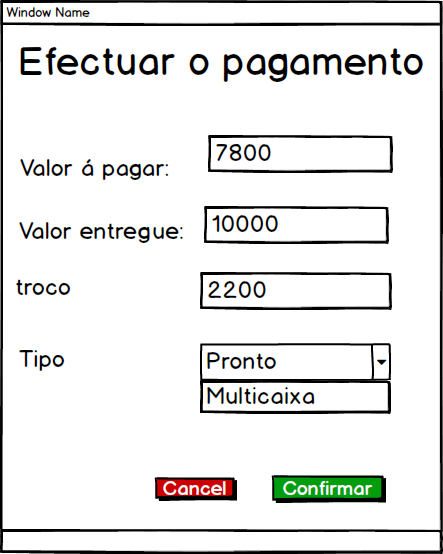 Window Name
Efectuar o pagamento
Valor á pagar: 7800
Valor entregue: 10000
troco 2200
Tipo Pronto
Multicaixa
Cancel Confirmar